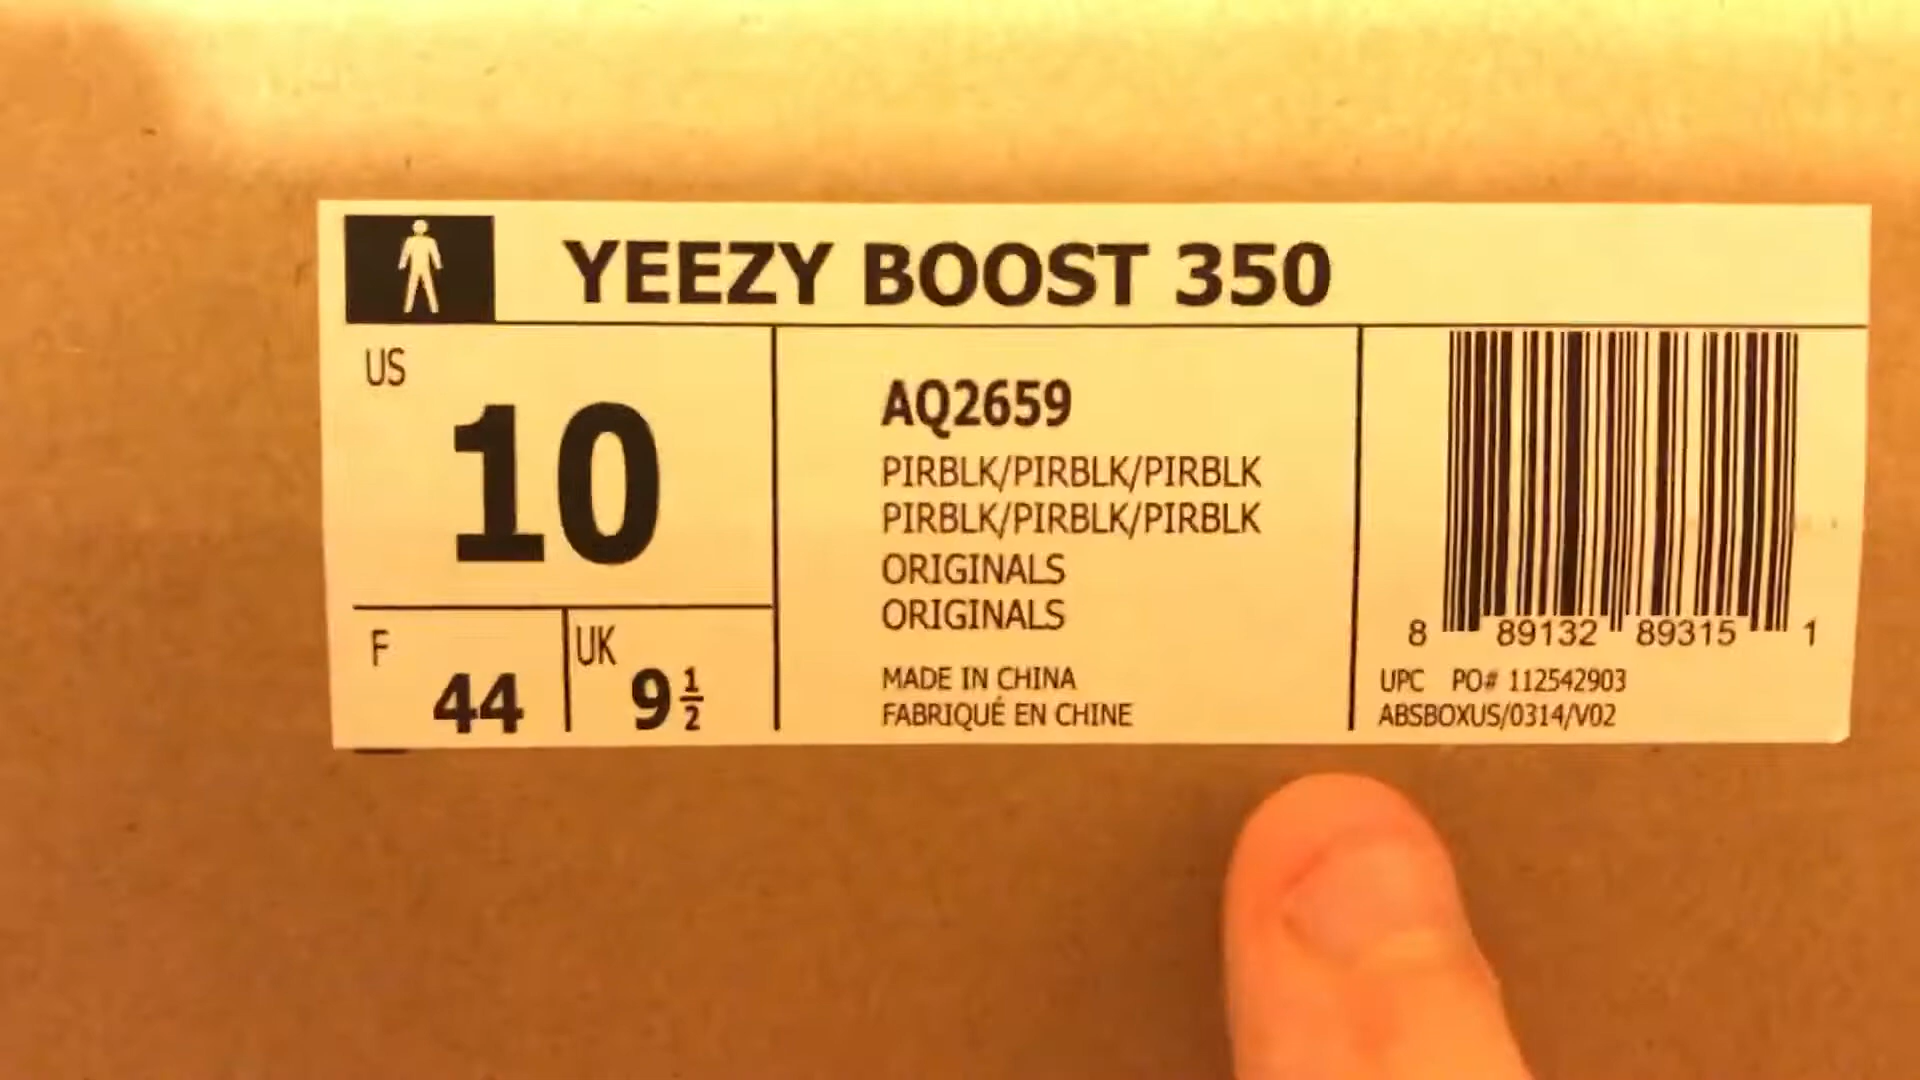 YEEZY BOOST 350
US
10
F
44
UK
9 1/2
AQ2659
PIRBLK/PIRBLK/PIRBLK
PIRBLK/PIRBLK/PIRBLK
ORIGINALS
ORIGINALS
MADE IN CHINA
FABRIQUÉ EN CHINE
8 89132 89315 1
UPC PO# 112542903
ABSBOXUS/0314/V02